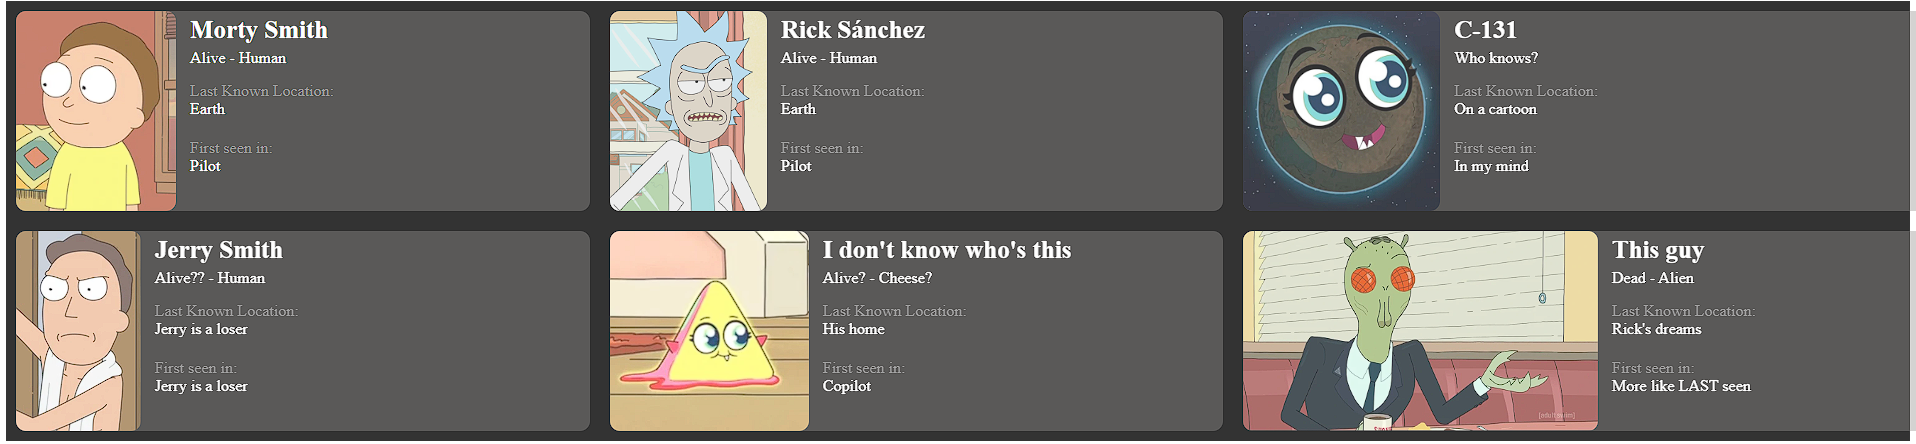 Morty Smith
Alive - Human
Last Known Location:
Earth
First seen in:
Pilot
Rick Sánchez
Alive - Human
Last Known Location:
Earth
First seen in:
Pilot
C-131
Who knows?
Last Known Location:
On a cartoon
First seen in:
In my mind
Jerry Smith
Alive?? - Human
Last Known Location:
Jerry is a loser
First seen in:
Jerry is a loser
I don't know who's this
Alive? - Cheese?
Last Known Location:
His home
First seen in:
Copilot
This guy
Dead - Alien
Last Known Location:
Rick's dreams
First seen in:
More like LAST seen
[adult swim]